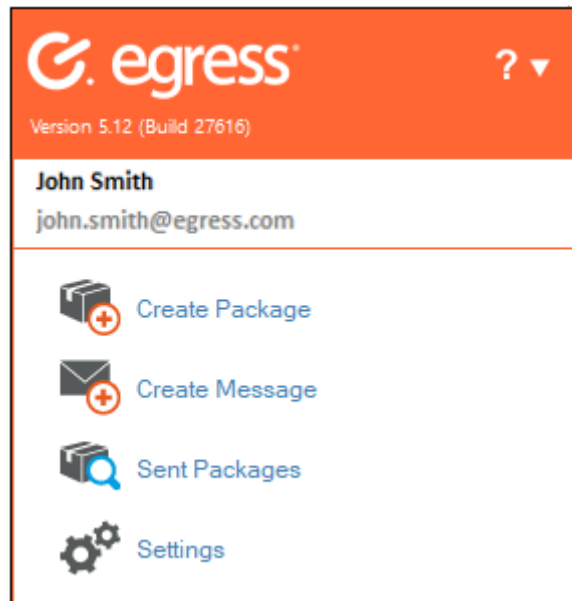 egress
? ▼
Version 5.12 (Build 27616)
John Smith
john.smith@egress.com
Create Package
Create Message
Sent Packages
Settings